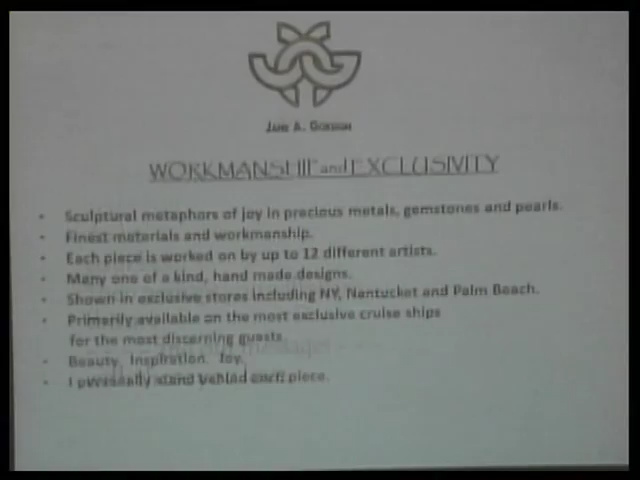 A. Gordon
WORKMANSHIP and EXCLUSIVITY
• Sculptural metaphors of joy in precious metals, gemstones and pearls.
• Finest materials and workmanship.
• Each piece is worked on by up to 12 different artists.
• Many one of a kind, hand made designs.
• Shown in exclusive stores including NY, Nantucket and Palm Beach.
• Primarily available on the most exclusive cruise ships
for the most discerning guests
• Beauty. Inspiration. Joy.
• I personally stand behind each piece.